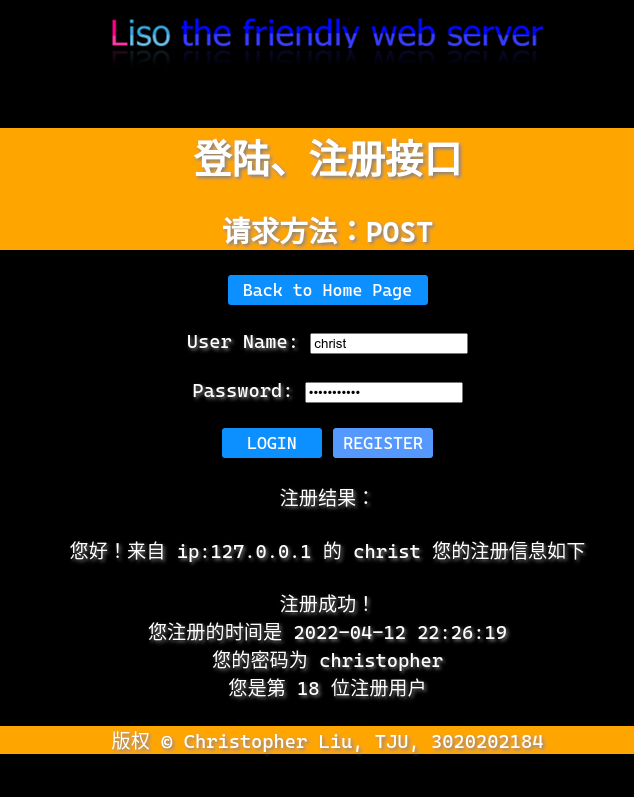 Liso the friendly web server
登陆、注册接口
请求方法：POST
Back to Home Page
User Name: christ
Password: •••••••••••
LOGIN REGISTER
注册结果：
您好！来自 ip:127.0.0.1 的 christ 您的注册信息如下
注册成功！
您注册的时间是 2022-04-12 22:26:19
您的密码为 christopher
您是第 18 位注册用户
版权 © Christopher Liu, TJU, 3020202184